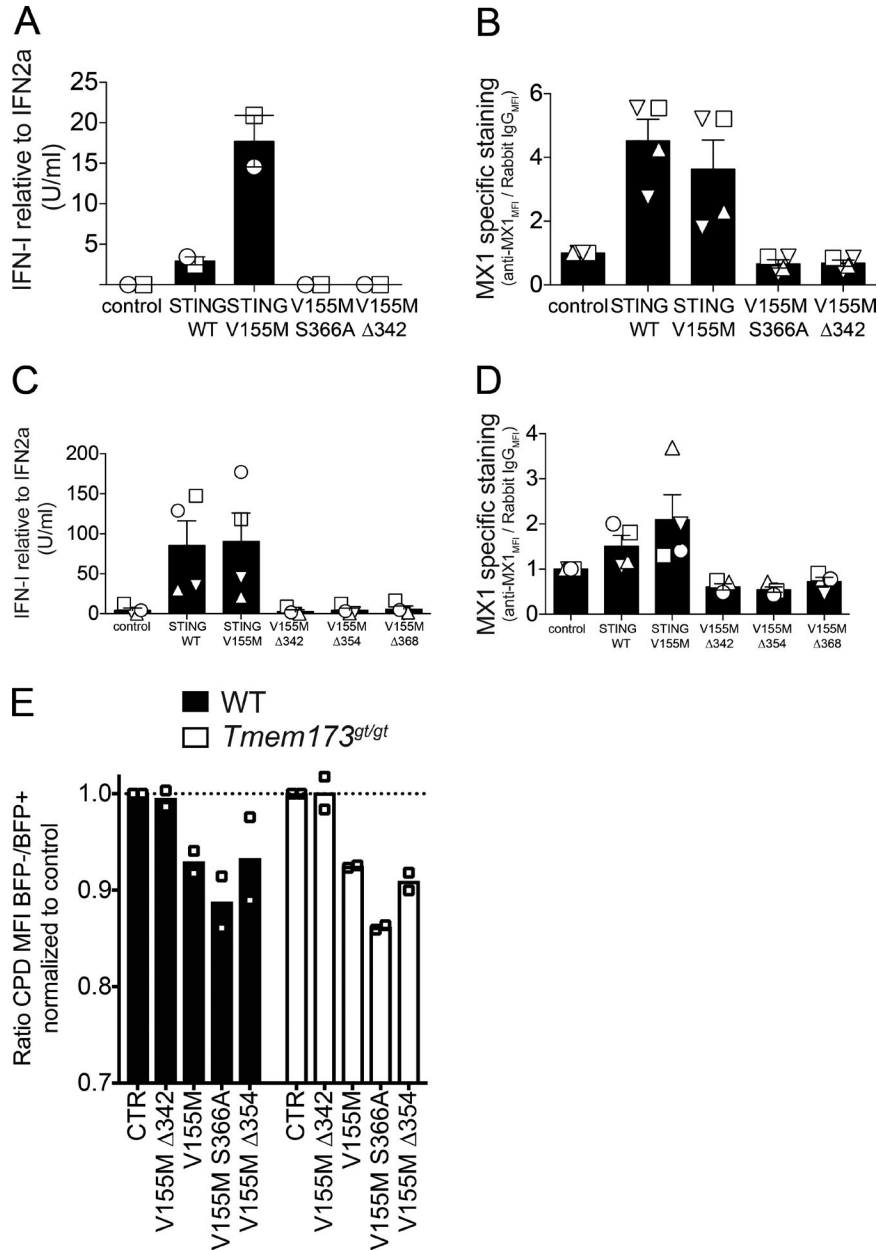 A
IFN-I relative to IFN2a
(U/ml)
25
20
15
10
5
control
STING
WT
STING
V155M
V155M
S366A
V155M
Δ342
B
MX1 specific staining
(anti-MX1MFI / Rabbit IgGMFI)
8
6
4
2
0
control
STING
WT
STING
V155M
V155M
S366A
V155M
Δ342
C
IFN-I relative to IFN2a
(U/ml)
200
150
100
50
0
control
STING
WT
STING
V155M
V155M
Δ342
V155M
Δ354
V155M
Δ368
D
MX1 specific staining
(anti-MX1MFI / Rabbit IgGMFI)
4
3
2
1
0
control
STING
WT
STING
V155M
V155M
Δ342
V155M
Δ354
V155M
Δ368
E
WT
Tmem173gt/gt
Ratio CPD MFI BFP-/BFP+
normalized to control
1.0
0.9
0.8
0.7
CTR
V155M Δ342
V155M
V155M S366A
V155M Δ354
CTR
V155M Δ342
V155M
V155M S366A
V155M Δ354